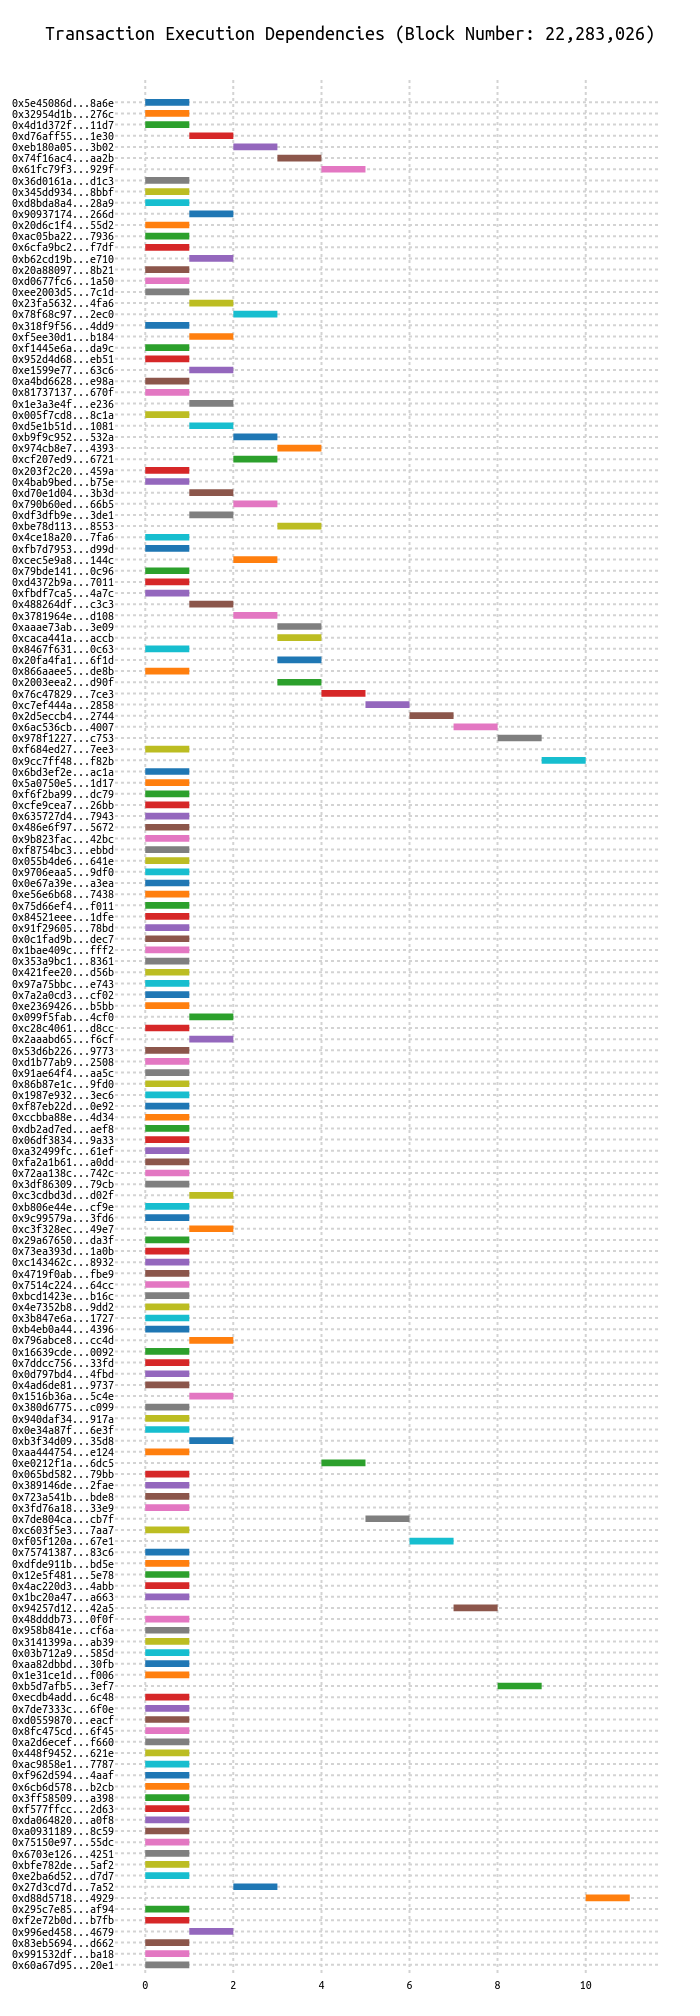 Transaction Execution Dependencies (Block Number: 22,283,026)
0x5e45086d...8a6e
0x32954d1b...276c
0x4d1d372f...11d7
0xd76aff55...1e30
0xeb180a05...3b02
0x74f16ac4...aa2b
0x61fc79f3...929f
0x36d0161a...d1c3
0x345dd934...8bbf
0xd8bda8a4...28a9
0x90937174...266d
0x20d6c1f4...55d2
0xac05ba22...7936
0x6cfa9bc2...f7df
0xb62cd19b...e710
0x20a88097...8b21
0xd0677fc6...1a50
0xee2003d5...7c1d
0x23fa5632...4fa6
0x78f68c97...2ec0
0x318f9f56...4dd9
0xf5ee30d1...b184
0xf1445e6a...da9c
0x952d4d68...eb51
0xe1599e77...63c6
0xa4bd6628...e98a
0x81737137...670f
0x1e3a3e4f...e236
0x005f7cd8...8c1a
0xd5e1b51d...1081
0xb9f9c952...532a
0x974cb8e7...4393
0xcf207ed9...6721
0x203f2c20...459a
0x4bab9bed...b75e
0xd70e1d04...3b3d
0x790b60ed...66b5
0xdf3dfb9e...3de1
0xbe78d113...8553
0x4ce18a20...7fa6
0xfb7d7953...d99d
0xcec5e9a8...144c
0x79bde141...0c96
0xd4372b9a...7011
0xfbdf7ca5...4a7c
0x488264df...c3c3
0x3781964e...d108
0xaaae73ab...3e09
0xcaca441a...accb
0x8467f631...0c63
0x20fa4fa1...6f1d
0x866aaee5...de8b
0x2003eea2...d90f
0x76c47829...7ce3
0xc7ef444a...2858
0x2d5eccb4...2744
0x6ac536cb...4007
0x978f1227...c753
0xf684ed27...7ee3
0x9cc7ff48...f82b
0x6bd3ef2e...ac1a
0x5a0750e5...1d17
0xf6f2ba99...dc79
0xcfe9cea7...26bb
0x635727d4...7943
0x486e6f97...5672
0x9b823fac...42bc
0xf8754bc3...ebbd
0x055b4de6...641e
0x9706eaa5...9df0
0x0e67a39e...a3ea
0xe56e6b68...7438
0x75d66ef4...f011
0x84521eee...1dfe
0x91f29605...78bd
0x0c1fad9b...dec7
0x1bae409c...fff2
0x353a9bc1...8361
0x421fee20...d56b
0x97a75bbc...e743
0x7a2a0cd3...cf02
0xe2369426...b5bb
0x099f5fab...4cf0
0xc28c4061...d8cc
0x2aaabd65...f6cf
0x53d6b226...9773
0xd1b77ab9...2508
0x91ae64f4...aa5c
0x86b87e1c...9fd0
0x1987e932...3ec6
0xf87eb22d...0e92
0xccbba88e...4d34
0xdb2ad7ed...aef8
0x06df3834...9a33
0xa32499fc...61ef
0xfa2a1b61...a0dd
0x72aa138c...742c
0x3df86309...79cb
0xc3cdbd3d...d02f
0xb806e44e...cf9e
0x9c99579a...3fd6
0xc3f328ec...49e7
0x29a67650...da3f
0x73ea393d...1a0b
0xc143462c...8932
0x4719f0ab...fbe9
0x7514c224...64cc
0xbcd1423e...b16c
0x4e7352b8...9dd2
0x3b847e6a...1727
0xb4eb0a44...4396
0x796abce8...cc4d
0x16639cde...0092
0x7ddcc756...33fd
0x0d797bd4...4fbd
0x4ad6de81...9737
0x1516b36a...5c4e
0x380d6775...c099
0x940daf34...917a
0x0e34a87f...6e3f
0xb3f34d09...35d8
0xaa444754...e124
0xe0212f1a...6dc5
0x065bd582...79bb
0x389146de...2fae
0x723a541b...bde8
0x3fd76a18...33e9
0x7de804ca...cb7f
0xc603f5e3...7aa7
0xf05f120a...67e1
0x75741387...83c6
0xdfde911b...bd5e
0x12e5f481...5e78
0x4ac220d3...4abb
0x1bc20a47...a663
0x94257d12...42a5
0x48dddb73...0f0f
0x958b841e...cf6a
0x3141399a...ab39
0x03b712a9...585d
0xaa82dbbd...30fb
0x1e31ce1d...f006
0xb5d7afb5...3ef7
0xecdb4add...6c48
0x7de7333c...6f0e
0xd0559870...eacf
0x8fc475cd...6f45
0xa2d6ecef...f660
0x448f9452...621e
0xac9858e1...7787
0xf962d594...4aaf
0x6cb6d578...b2cb
0x3ff58509...a398
0xf577ffcc...2d63
0xda064820...a0f8
0xa0931189...8c59
0x75150e97...55dc
0x6703e126...4251
0xbfe782de...5af2
0xe2ba6d52...d7d7
0x27d3cd7d...7a52
0xd88d5718...4929
0x295c7e85...af94
0xf2e72b0d...b7fb
0x996ed458...4679
0x83eb5694...d662
0x991532df...ba18
0x60a67d95...20e1
0 2 4 6 8 10